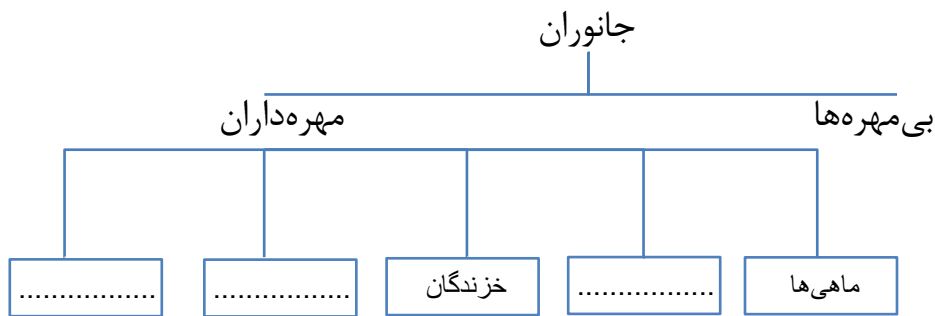 جانوران
بی‌مهره‌ها
مهره‌داران
ماهی‌ها
.................
خزندگان
.................
.................